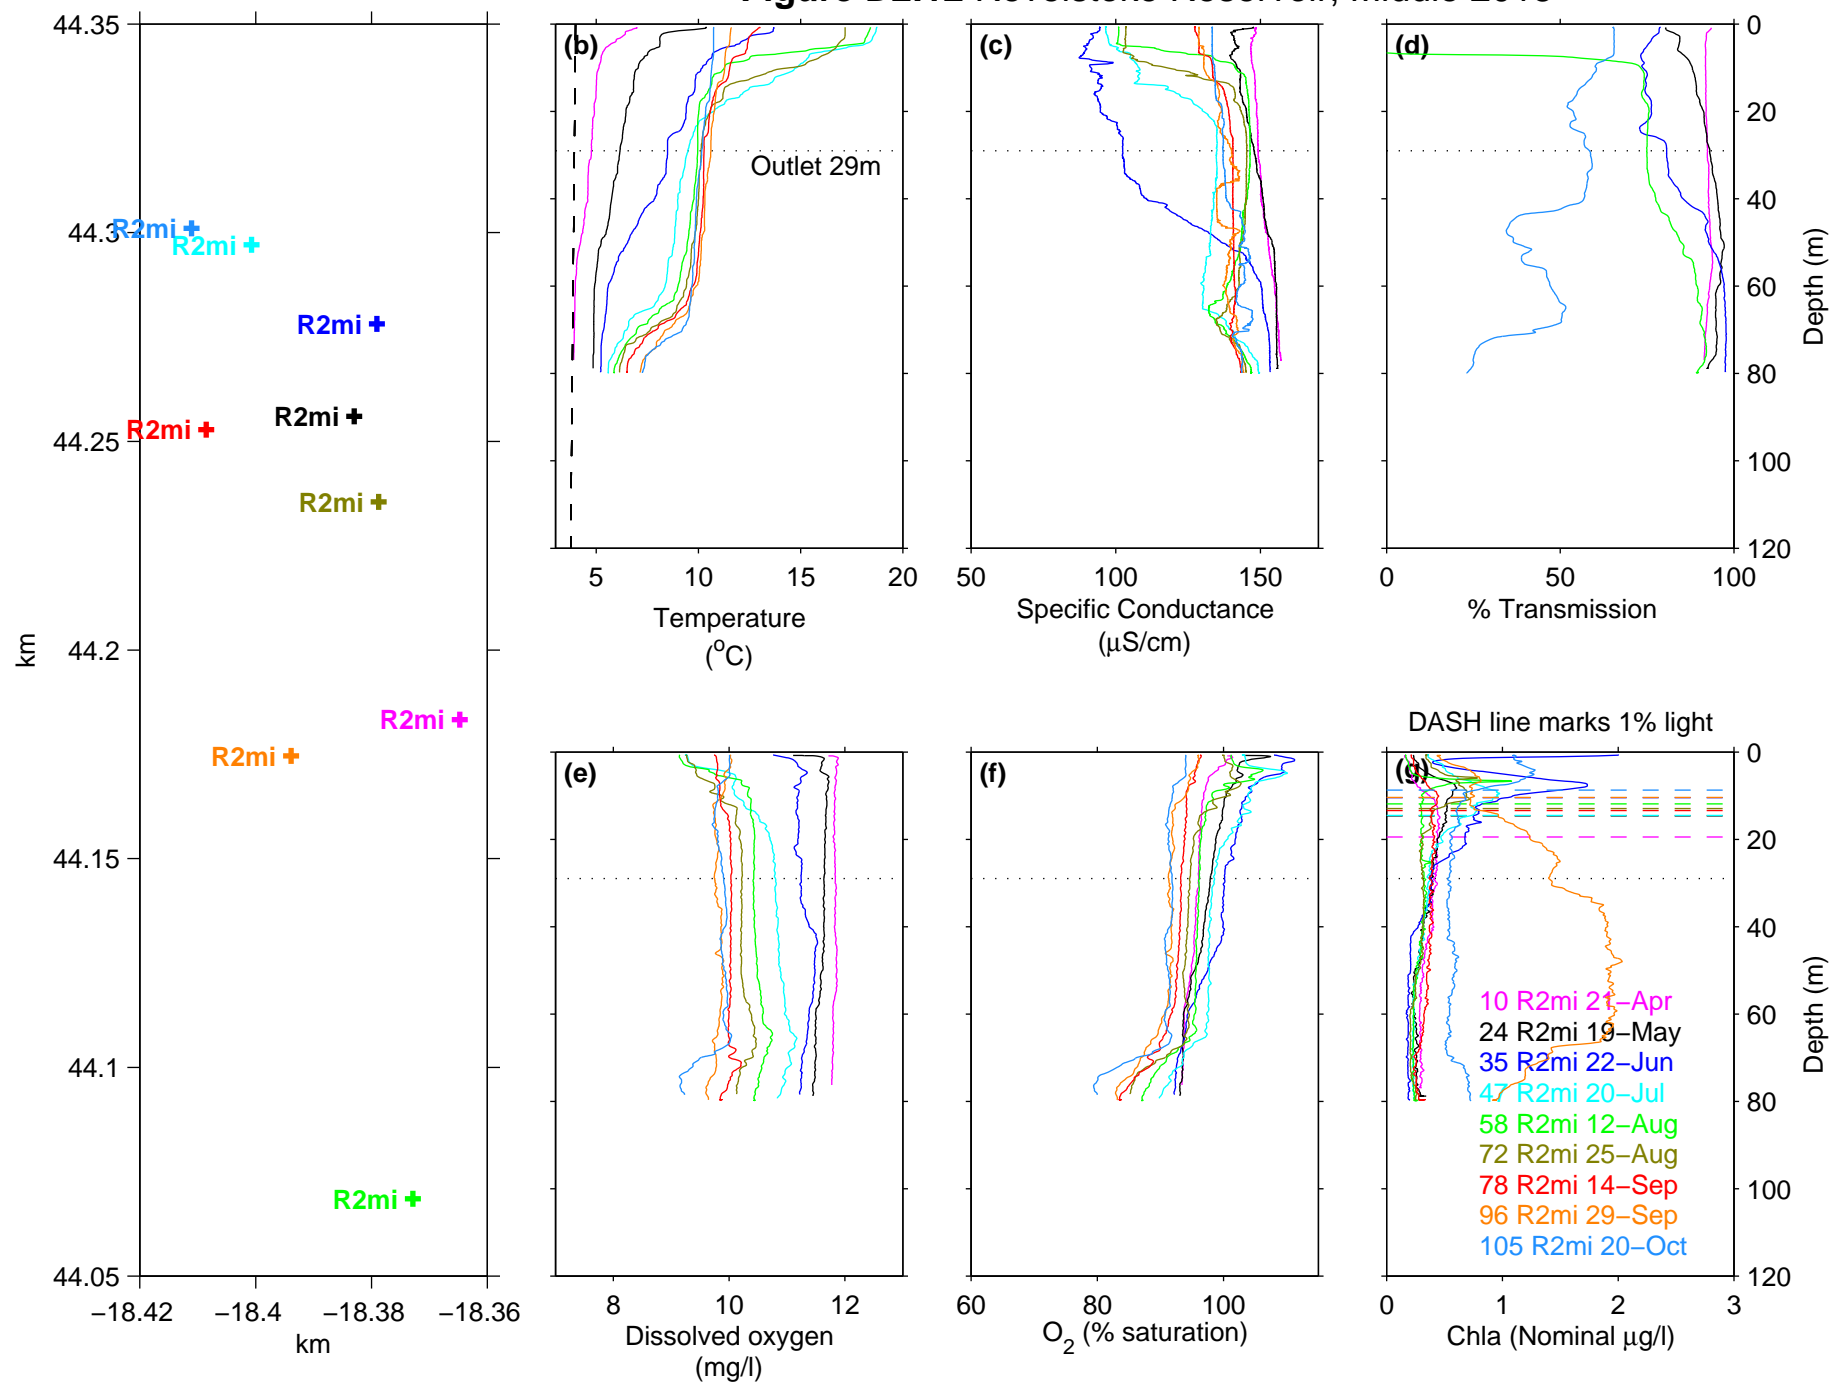 44.35
44.3
44.25
44.2
44.15
44.1
44.05
km
−18.42
−18.4
−18.38
−18.36
km
R2mi
R2mi
R2mi
R2mi
R2mi
R2mi
R2mi
R2mi
R2mi
(b)
Outlet 29m
5
10
15
20
Temperature
(°C)
(c)
50
100
150
Specific Conductance
(μS/cm)
(d)
0
50
100
% Transmission
0
20
40
60
80
100
120
Depth (m)
(e)
8
10
12
Dissolved oxygen
(mg/l)
(f)
60
80
100
O2 (% saturation)
DASH line marks 1% light
(g)
10 R2mi 21−Apr
24 R2mi 19−May
35 R2mi 22−Jun
47 R2mi 20−Jul
58 R2mi 12−Aug
72 R2mi 25−Aug
78 R2mi 14−Sep
96 R2mi 29−Sep
105 R2mi 20−Oct
0
1
2
3
Chla (Nominal μg/l)
0
20
40
60
80
100
120
Depth (m)